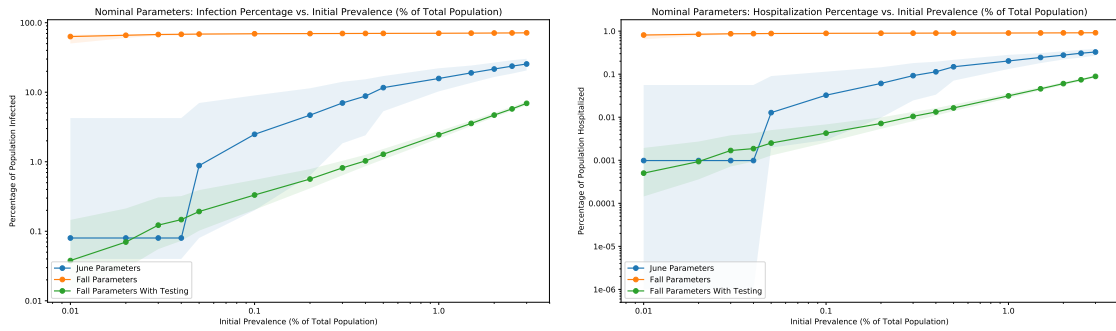 Nominal Parameters: Infection Percentage vs. Initial Prevalence (% of Total Population)
100.0
10.0
1.0
0.1
0.01
Percentage of Population Infected
June Parameters
Fall Parameters
Fall Parameters With Testing
0.01
0.1
1.0
Initial Prevalence (% of Total Population)
Nominal Parameters: Hospitalization Percentage vs. Initial Prevalence (% of Total Population)
1.0
0.1
0.01
0.001
0.0001
1e-05
1e-06
Percentage of Population Hospitalized
June Parameters
Fall Parameters
Fall Parameters With Testing
0.01
0.1
1.0
Initial Prevalence (% of Total Population)